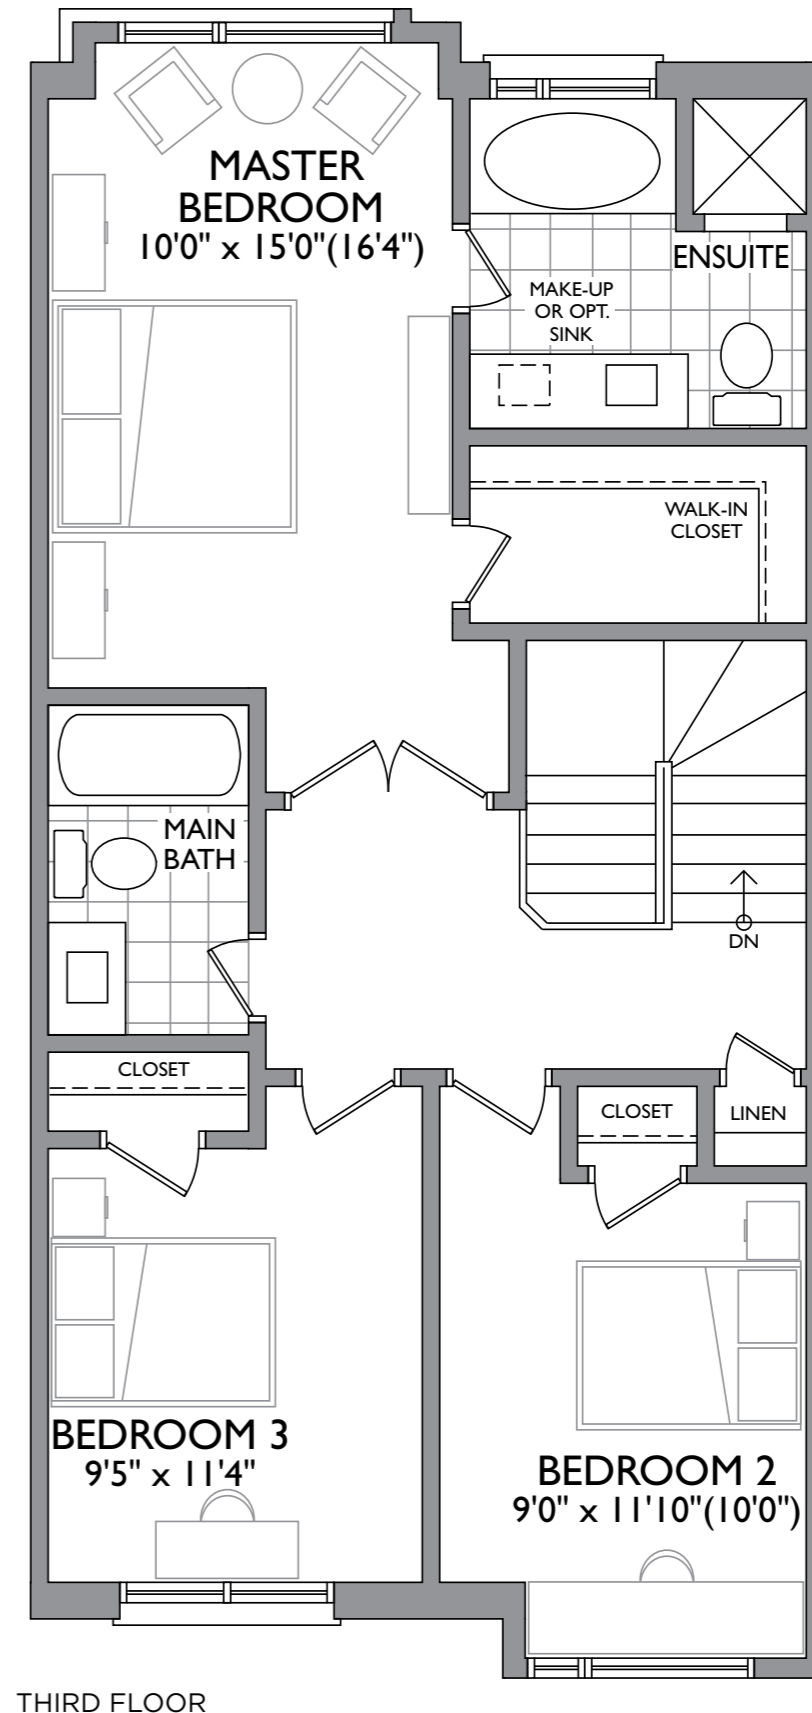 MASTER
BEDROOM
10'0" x 15'0"(16'4")
ENSUITE
MAKE-UP
OR OPT.
SINK
WALK-IN
CLOSET
MAIN
BATH
DN
CLOSET
CLOSET
LINEN
BEDROOM 3
9'5" x 11'4"
BEDROOM 2
9'0" x 11'10"(10'0")
THIRD FLOOR